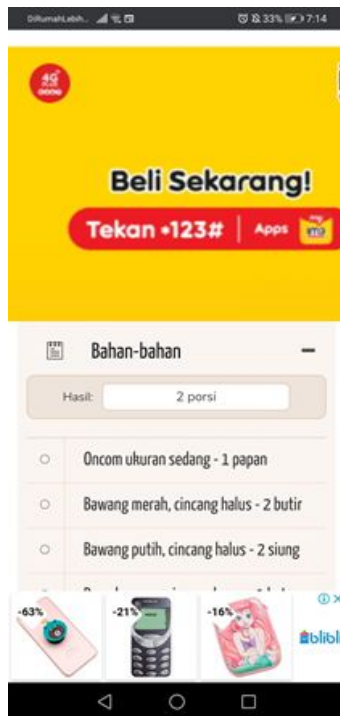 DiRumahLebih.. 33% 7:14
4G
Beli Sekarang!
Tekan *123# | Apps
Bahan-bahan
Hasil: 2 porsi
Oncom ukuran sedang - 1 papan
Bawang merah, cincang halus - 2 butir
Bawang putih, cincang halus - 2 siung
-63% -21% -16%
blibli